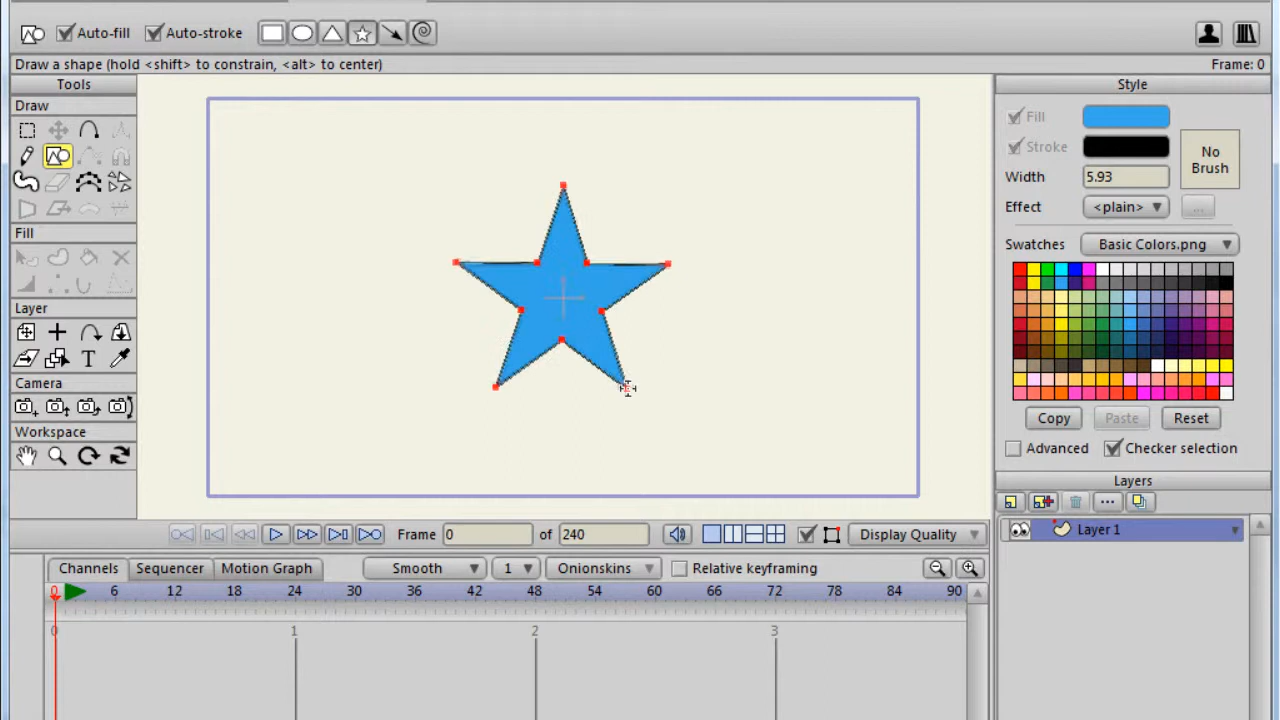 Auto-fill Auto-stroke
Draw a shape (hold <shift> to constrain, <alt> to center) Frame: 0
Tools
Draw
Fill
Layer
T
Camera
Workspace
Style
Fill
Stroke
No Brush
Width 5.93
Effect <plain> ...
Swatches Basic Colors.png
Copy Paste Reset
Advanced Checker selection
Layers
...
Layer 1
Frame 0 of 240 Display Quality
Channels Sequencer Motion Graph Smooth 1 Onionskins Relative keyframing
0 6 12 18 24 30 36 42 48 54 60 66 72 78 84 90
0 1 2 3